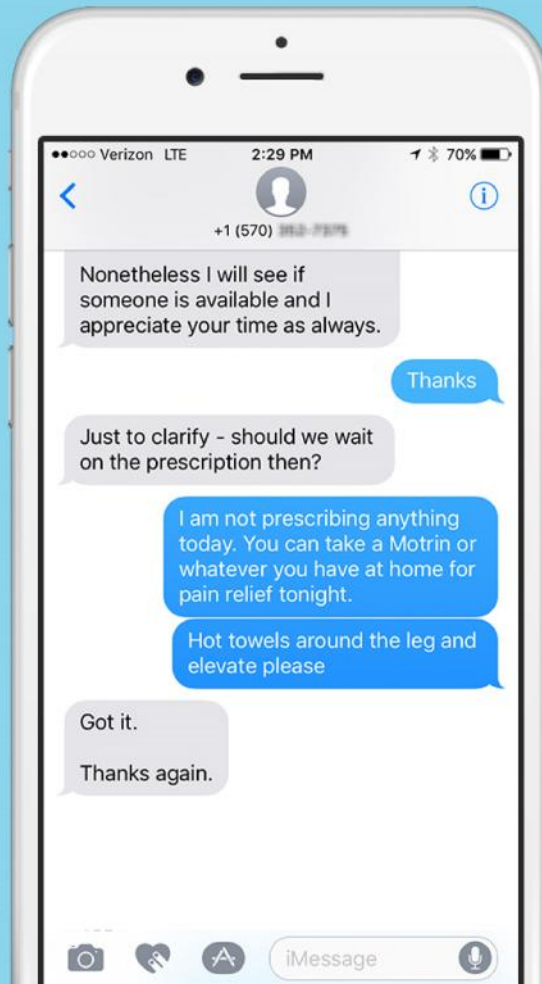 Verizon LTE
2:29 PM
70%
+1 (570)
Nonetheless I will see if
someone is available and I
appreciate your time as always.
Thanks
Just to clarify - should we wait
on the prescription then?
I am not prescribing anything
today. You can take a Motrin or
whatever you have at home for
pain relief tonight.
Hot towels around the leg and
elevate please
Got it.
Thanks again.
iMessage